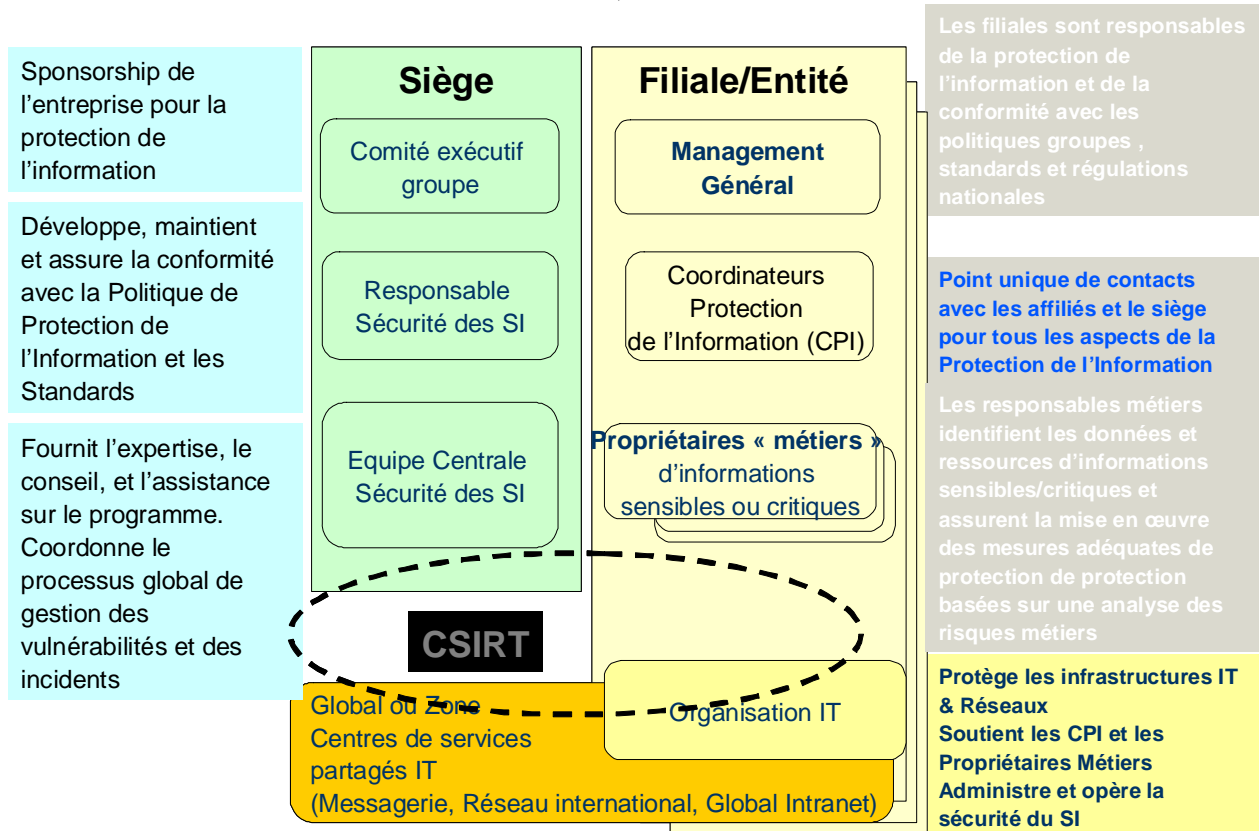 Sponsorship de
l'entreprise pour la
protection de
l'information
Développe, maintient
et assure la conformité
avec la Politique de
Protection de
l'Information et les
Standards
Fournit l'expertise, le
conseil, et l'assistance
sur le programme.
Coordonne le
processus global de
gestion des
vulnérabilités et des
incidents
Siège
Comité exécutif
groupe
Responsable
Sécurité des SI
Equipe Centrale
Sécurité des SI
CSIRT
Global ou Zone
Centres de services
partagés IT
(Messagerie, Réseau international, Global Intranet)
Filiale/Entité
Management
Général
Coordinateurs
Protection
de l'Information (CPI)
Propriétaires « métiers »
d'informations
sensibles ou critiques
Organisation IT
Les filiales sont responsables
de la protection de
l'information et de la
conformité avec les
politiques groupes ,
standards et régulations
nationales
Point unique de contacts
avec les affiliés et le siège
pour tous les aspects de la
Protection de l'Information
Les responsables métiers
identifient les données et
ressources d'informations
sensibles/critiques et
assurent la mise en œuvre
des mesures adéquates de
protection de protection
basées sur une analyse des
risques métiers
Protège les infrastructures IT
& Réseaux
Soutient les CPI et les
Propriétaires Métiers
Administre et opère la
sécurité du SI